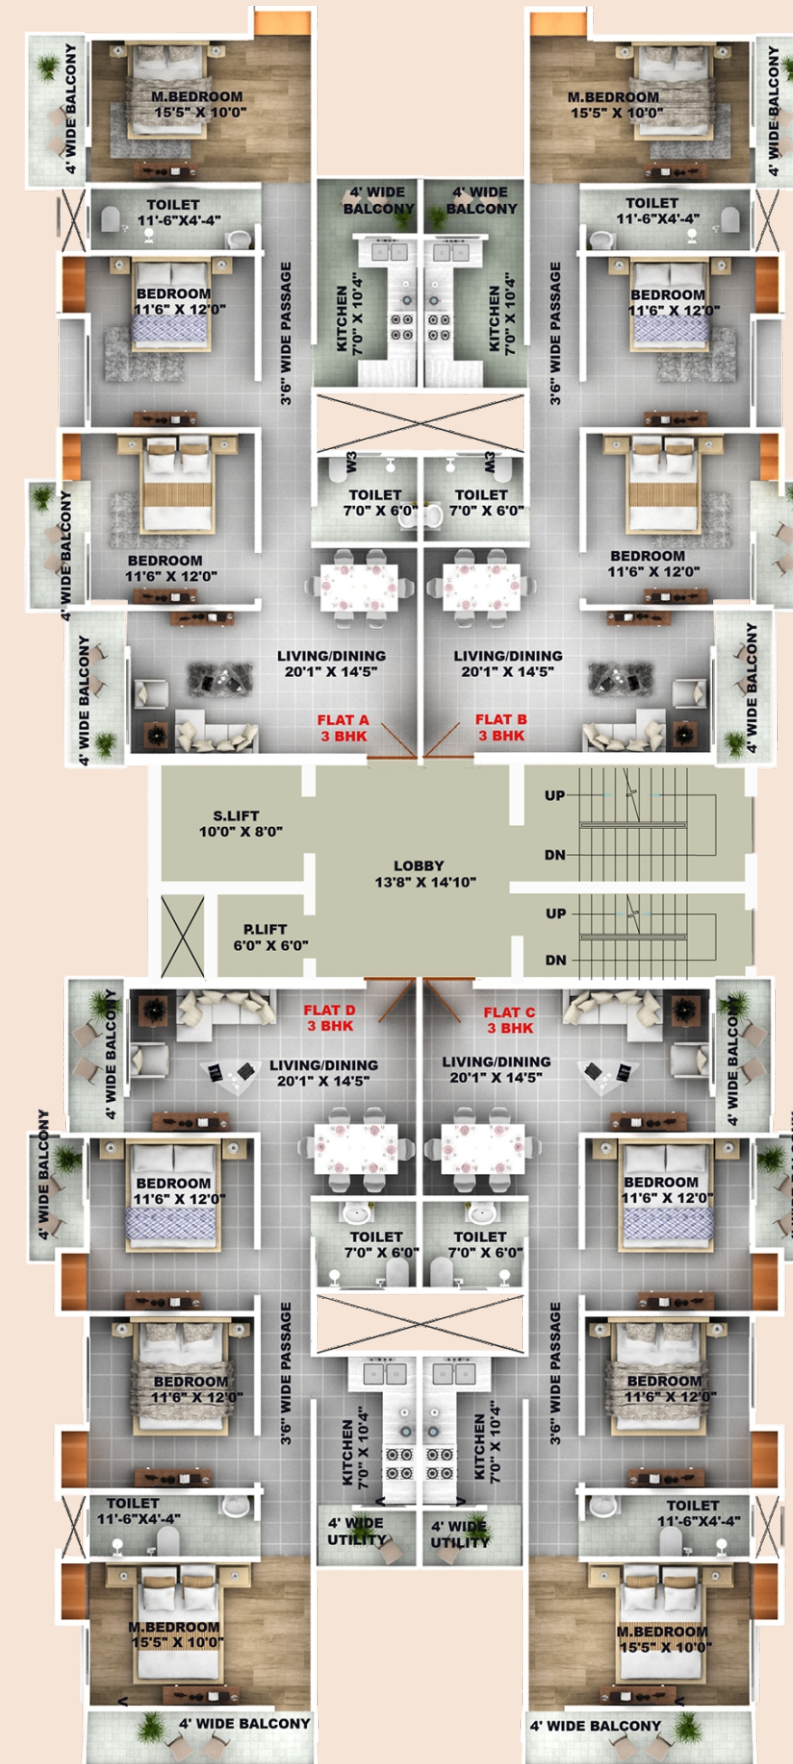 4' WIDE BALCONY
M.BEDROOM
15'5" X 10'0"
M.BEDROOM
15'5" X 10'0"
4' WIDE BALCONY
TOILET
11'-6"X4'-4"
4' WIDE
BALCONY
4' WIDE
BALCONY
TOILET
11'-6"X4'-4"
BEDROOM
11'6" X 12'0"
3'6" WIDE PASSAGE
KITCHEN
7'0" X 10'4"
KITCHEN
7'0" X 10'4"
3'6" WIDE PASSAGE
BEDROOM
11'6" X 12'0"
W3
W3
TOILET
7'0" X 6'0"
TOILET
7'0" X 6'0"
4' WIDE BALCONY
BEDROOM
11'6" X 12'0"
BEDROOM
11'6" X 12'0"
4' WIDE BALCONY
LIVING/DINING
20'1" X 14'5"
LIVING/DINING
20'1" X 14'5"
4' WIDE BALCONY
FLAT A
3 BHK
FLAT B
3 BHK
S.LIFT
10'0" X 8'0"
UP
DN
LOBBY
13'8" X 14'10"
P.LIFT
6'0" X 6'0"
UP
DN
4' WIDE BALCONY
FLAT D
3 BHK
FLAT C
3 BHK
4' WIDE BALCONY
LIVING/DINING
20'1" X 14'5"
LIVING/DINING
20'1" X 14'5"
4' WIDE BALCONY
BEDROOM
11'6" X 12'0"
BEDROOM
11'6" X 12'0"
TOILET
7'0" X 6'0"
TOILET
7'0" X 6'0"
BEDROOM
11'6" X 12'0"
3'6" WIDE PASSAGE
KITCHEN
7'0" X 10'4"
KITCHEN
7'0" X 10'4"
3'6" WIDE PASSAGE
BEDROOM
11'6" X 12'0"
TOILET
11'-6"X4'-4"
4' WIDE
UTILITY
4' WIDE
UTILITY
TOILET
11'-6"X4'-4"
M.BEDROOM
15'5" X 10'0"
M.BEDROOM
15'5" X 10'0"
4' WIDE BALCONY
4' WIDE BALCONY